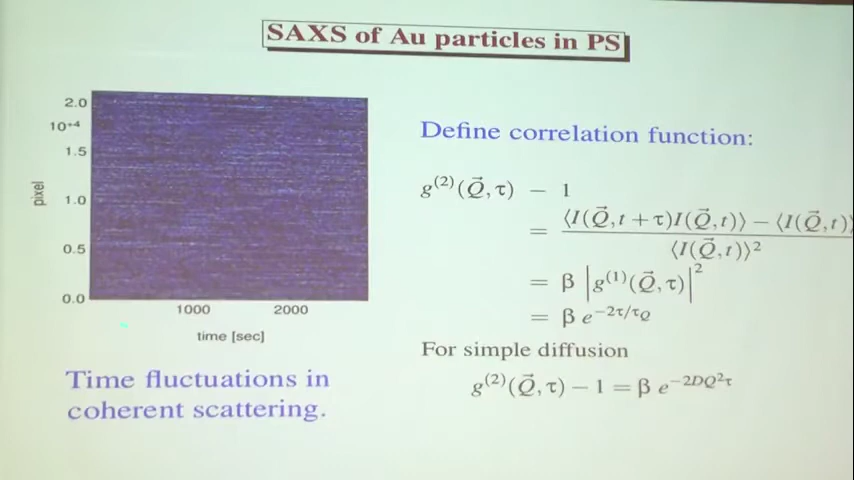 SAXS of Au particles in PS
2.0
10+4
1.5
pixel
1.0
0.5
0.0
1000 2000
time [sec]
Time fluctuations in
coherent scattering.
Define correlation function:
g⁽²⁾(Q⃗,τ) − 1
= ⟨I(Q⃗,t + τ)I(Q⃗,t)⟩ − ⟨I(Q⃗,t)⟩
⟨I(Q⃗,t)⟩²
= β |g⁽¹⁾(Q⃗,τ)|²
= β e^{−2τ/τ_Q}
For simple diffusion
g⁽²⁾(Q⃗,τ) − 1 = β e^{−2DQ²τ}